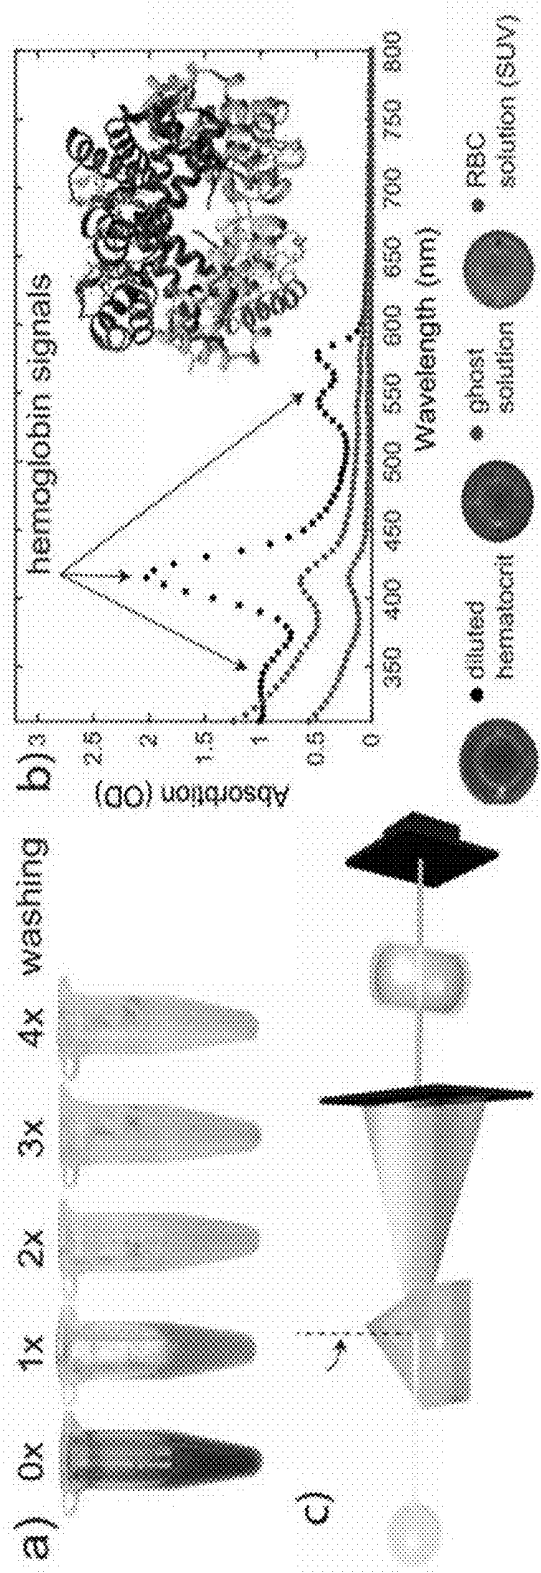 a)
0x 1x 2x 3x 4x washing
b)
hemoglobin signals
Absorption (OD)
3
2.5
2
1.5
1
0.5
0
350 400 450 500 550 600 650 700 750 800
Wavelength (nm)
diluted
hematocrit
ghost
solution
RBC
solution (SUV)
c)